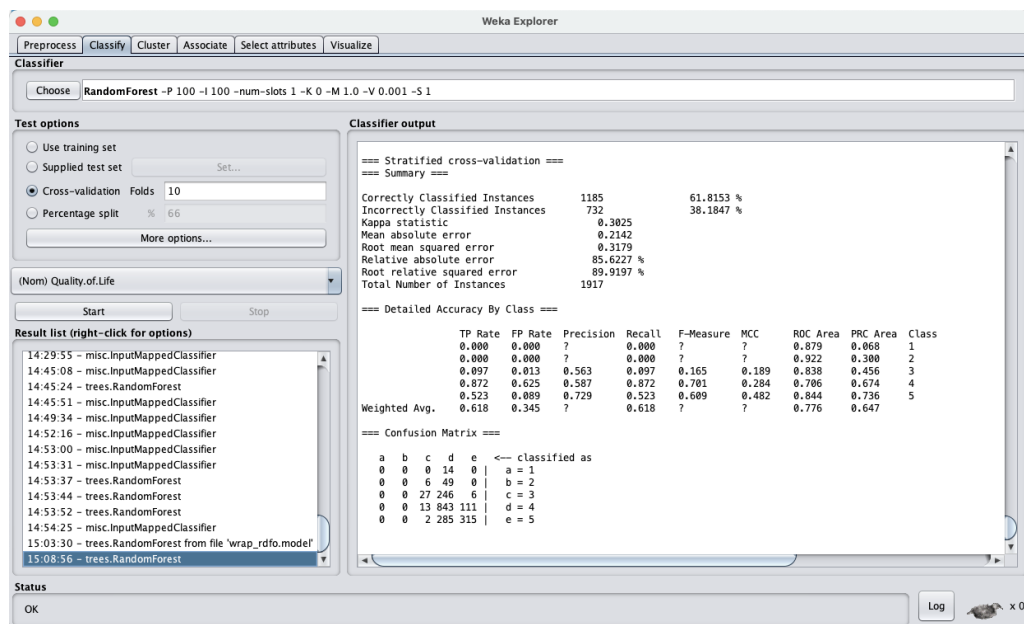 Weka Explorer
Preprocess Classify Cluster Associate Select attributes Visualize
Classifier
Choose RandomForest -P 100 -I 100 -num-slots 1 -K 0 -M 1.0 -V 0.001 -S 1
Test options
Use training set
Supplied test set Set...
Cross-validation Folds 10
Percentage split % 66
More options...
(Nom) Quality.of.Life
Start Stop
Result list (right-click for options)
14:29:55 - misc.InputMappedClassifier
14:45:08 - misc.InputMappedClassifier
14:45:24 - trees.RandomForest
14:45:51 - misc.InputMappedClassifier
14:49:34 - misc.InputMappedClassifier
14:52:16 - misc.InputMappedClassifier
14:53:00 - misc.InputMappedClassifier
14:53:31 - misc.InputMappedClassifier
14:53:37 - trees.RandomForest
14:53:44 - trees.RandomForest
14:53:52 - trees.RandomForest
14:54:25 - misc.InputMappedClassifier
15:03:30 - trees.RandomForest from file 'wrap_rdfo.model'
15:08:56 - trees.RandomForest
Classifier output
=== Stratified cross-validation ===
=== Summary ===
Correctly Classified Instances 1185 61.8153 %
Incorrectly Classified Instances 732 38.1847 %
Kappa statistic 0.3025
Mean absolute error 0.2142
Root mean squared error 0.3179
Relative absolute error 85.6227 %
Root relative squared error 89.9197 %
Total Number of Instances 1917
=== Detailed Accuracy By Class ===
TP Rate FP Rate Precision Recall F-Measure MCC ROC Area PRC Area Class
0.000 0.000 ? 0.000 ? ? 0.879 0.068 1
0.000 0.000 ? 0.000 ? ? 0.922 0.300 2
0.097 0.013 0.563 0.097 0.165 0.189 0.838 0.456 3
0.872 0.625 0.587 0.872 0.701 0.284 0.706 0.674 4
0.523 0.089 0.729 0.523 0.609 0.482 0.844 0.736 5
Weighted Avg. 0.618 0.345 ? 0.618 ? ? 0.776 0.647
=== Confusion Matrix ===
a b c d e <-- classified as
0 0 0 14 0 | a = 1
0 0 6 49 0 | b = 2
0 0 27 246 6 | c = 3
0 0 13 843 111 | d = 4
0 0 2 285 315 | e = 5
Status
OK
Log x 0